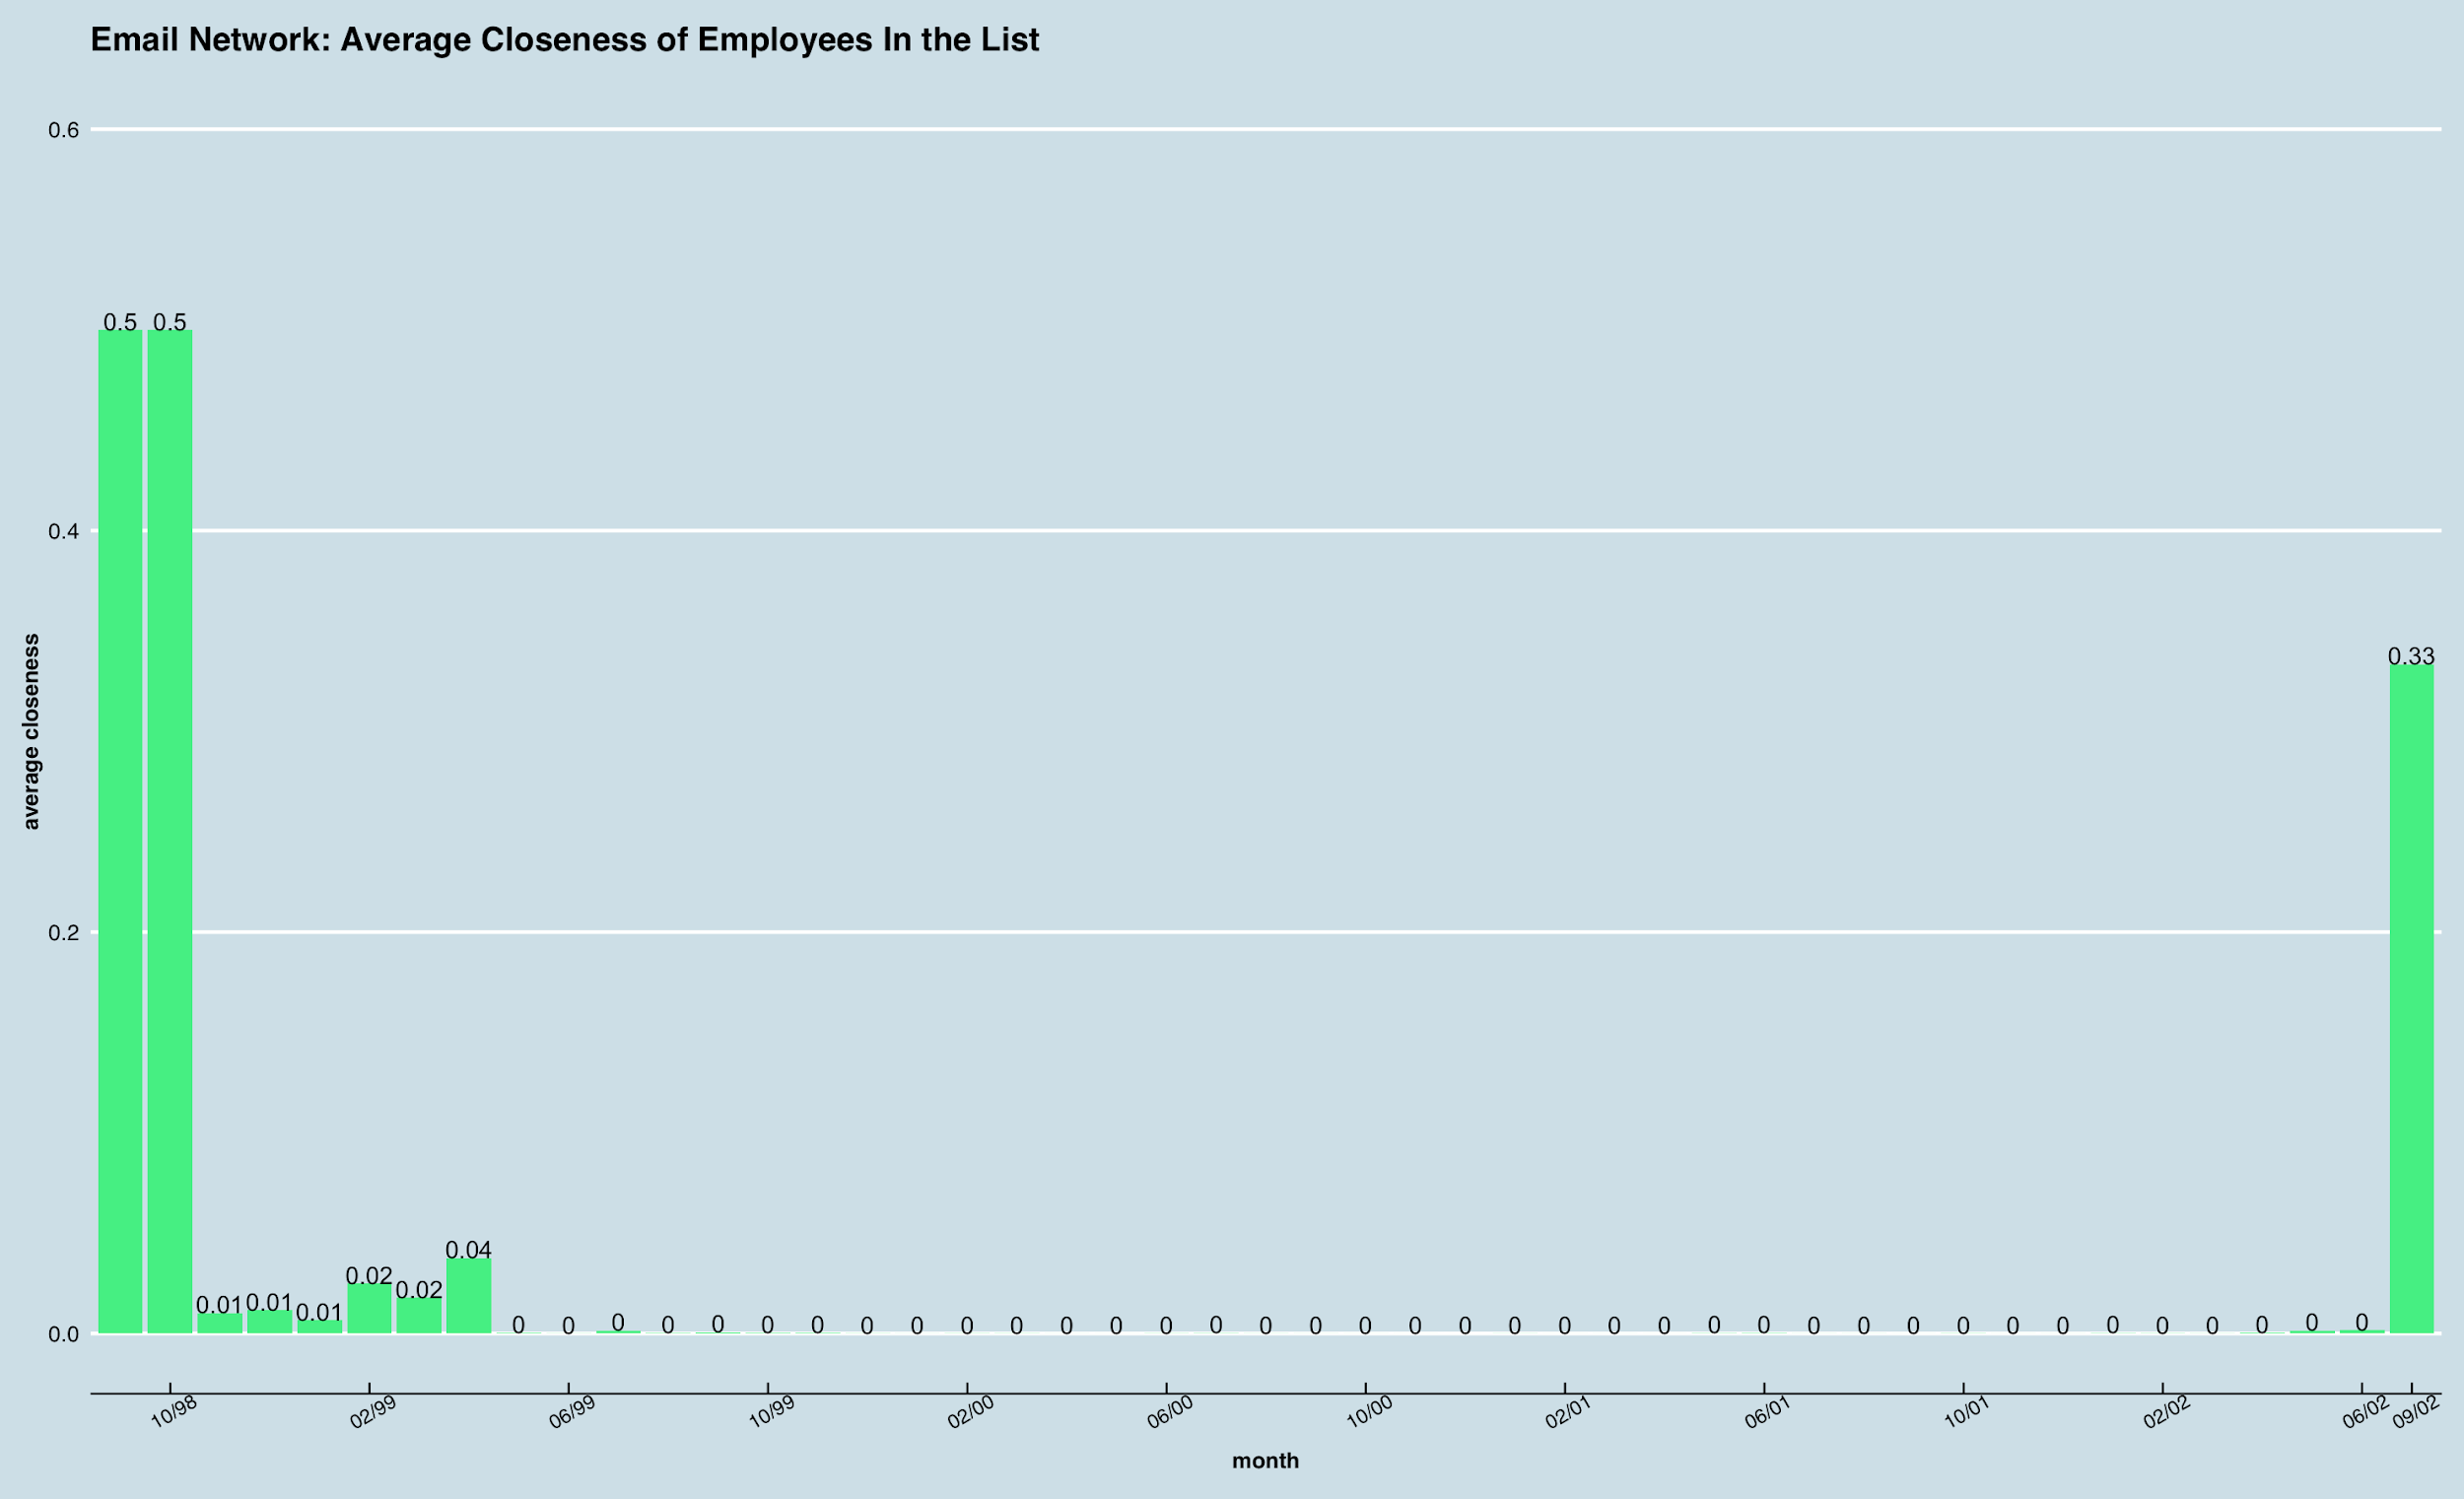 Email Network: Average Closeness of Employees In the List
0.6
0.5 0.5
0.4
0.33
average closeness
0.2
0.01 0.01 0.01 0.02 0.02 0.04 0 0 0 0 0 0 0 0 0 0 0 0 0 0 0 0 0 0 0 0 0 0 0 0 0 0 0 0 0 0 0 0 0 0 0 0
0.0
10/98 02/99 06/99 10/99 02/00 06/00 10/00 02/01 06/01 10/01 02/02 06/02 09/02
month